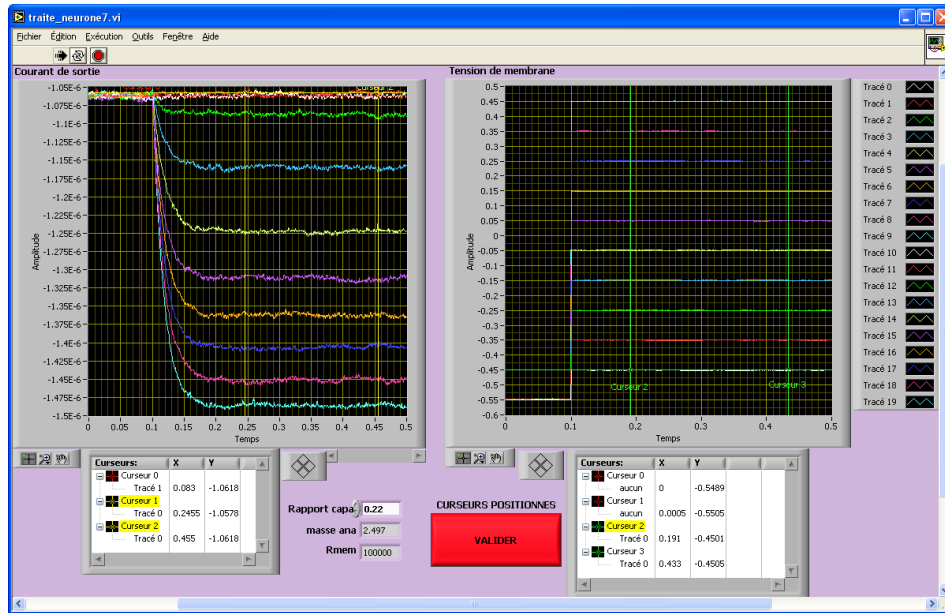 traite_neurone7.vi
Fichier Édition Exécution Outils Fenêtre Aide
Courant de sortie
Tension de membrane
-1.05E-6
-1.075E-6
-1.1E-6
-1.125E-6
-1.15E-6
-1.175E-6
-1.2E-6
-1.225E-6
-1.25E-6
-1.275E-6
-1.3E-6
-1.325E-6
-1.35E-6
-1.375E-6
-1.4E-6
-1.425E-6
-1.45E-6
-1.475E-6
-1.5E-6
Amplitude
0 0.05 0.1 0.15 0.2 0.25 0.3 0.35 0.4 0.45 0.5
Temps
0.5
0.45
0.35
0.25
0.15
0.05
0
-0.05
-0.1
-0.15
-0.2
-0.25
-0.3
-0.35
-0.4
-0.45
-0.5
-0.55
-0.6
Amplitude
Curseur 2
Curseur 3
0 0.1 0.2 0.3 0.4 0.5
Temps
Tracé 0
Tracé 1
Tracé 2
Tracé 3
Tracé 4
Tracé 5
Tracé 6
Tracé 7
Tracé 8
Tracé 9
Tracé 10
Tracé 11
Tracé 12
Tracé 13
Tracé 14
Tracé 15
Tracé 16
Tracé 17
Tracé 18
Tracé 19
Curseurs: X Y
Curseur 0
Tracé 1 0.083 -1.0618
Curseur 1
Tracé 0 0.2455 -1.0578
Curseur 2
Tracé 0 0.455 -1.0618
Rapport capa 0.22
masse ana 2.497
Rmem 100000
CURSEURS POSITIONNES
VALIDER
Curseurs: X Y
Curseur 0
aucun 0 -0.5489
Curseur 1
aucun 0.0005 -0.5505
Curseur 2
Tracé 0 0.191 -0.4501
Curseur 3
Tracé 0 0.433 -0.4505